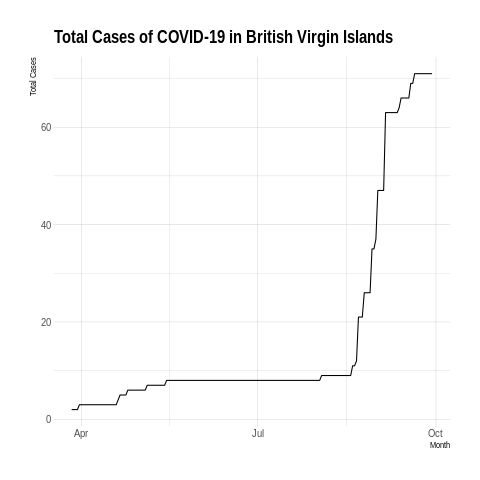 Total Cases of COVID-19 in British Virgin Islands
Total Cases
60
40
20
0
Apr
Jul
Oct
Month